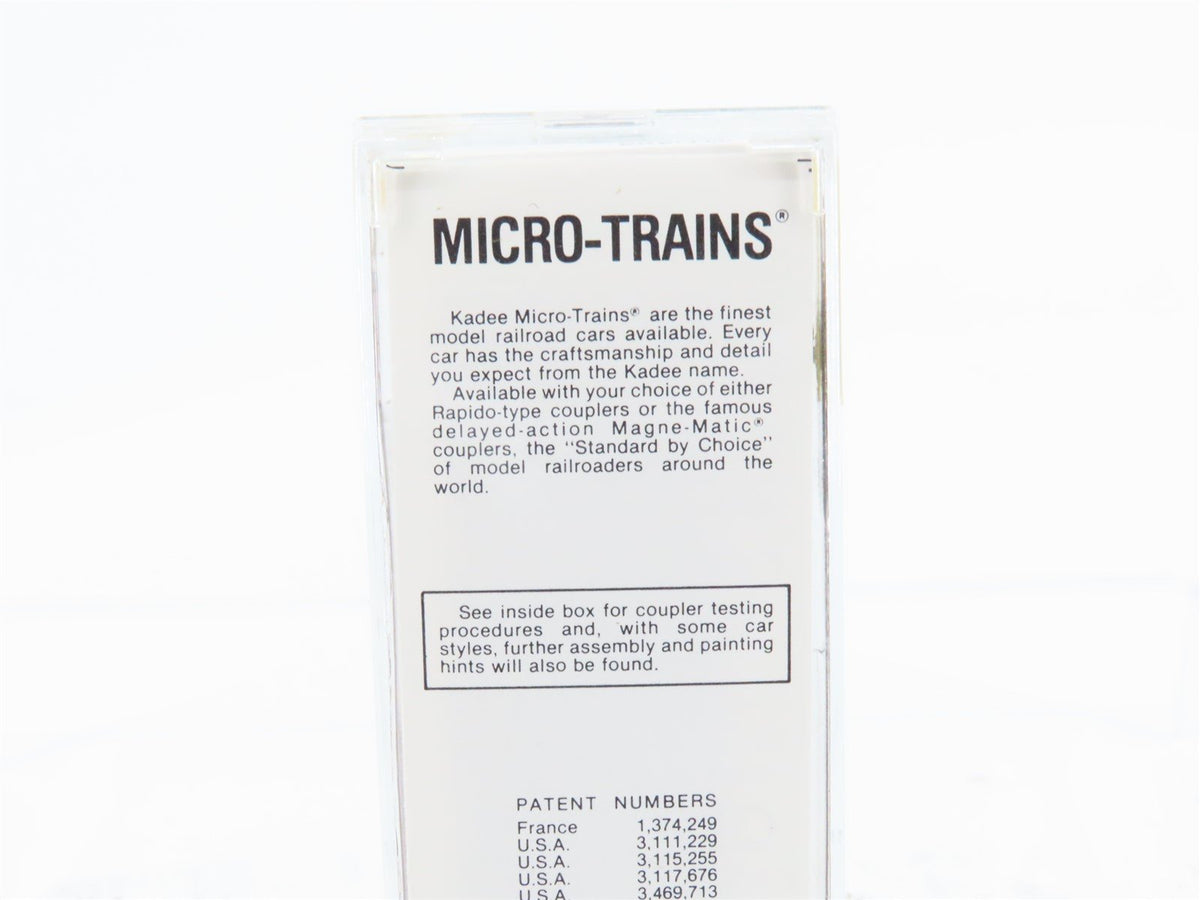 MICRO-TRAINS®
Kadee Micro-Trains® are the finest
model railroad cars available. Every
car has the craftsmanship and detail
you expect from the Kadee name.
Available with your choice of either
Rapido-type couplers or the famous
delayed-action Magne-Matic®
couplers, the "Standard by Choice"
of model railroaders around the
world.
See inside box for coupler testing
procedures and, with some car
styles, further assembly and painting
hints will also be found.
PATENT NUMBERS
France 1,374,249
U.S.A. 3,111,229
U.S.A. 3,115,255
U.S.A. 3,117,676
U.S.A. 3,469,713